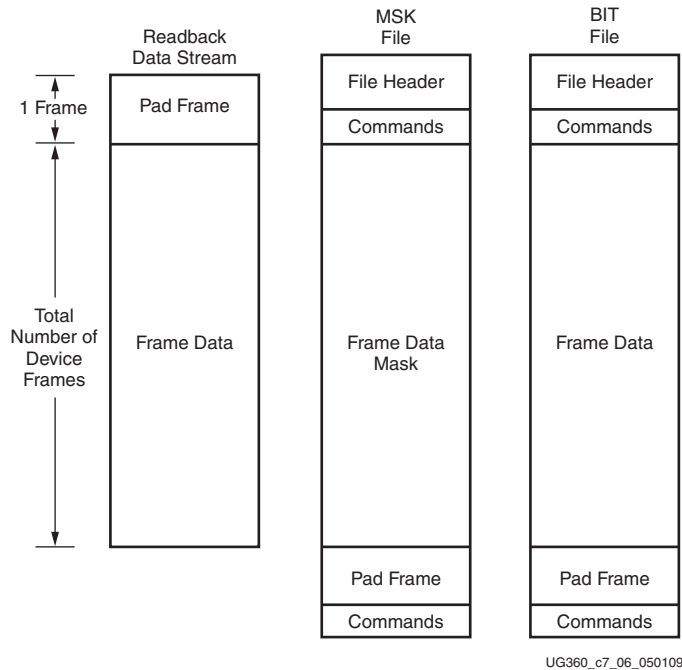 Readback
Data Stream
MSK
File
BIT
File
1 Frame
Pad Frame
File Header
File Header
Commands
Commands
Total
Number of
Device
Frames
Frame Data
Frame Data
Mask
Frame Data
Pad Frame
Pad Frame
Commands
Commands
UG360_c7_06_050109